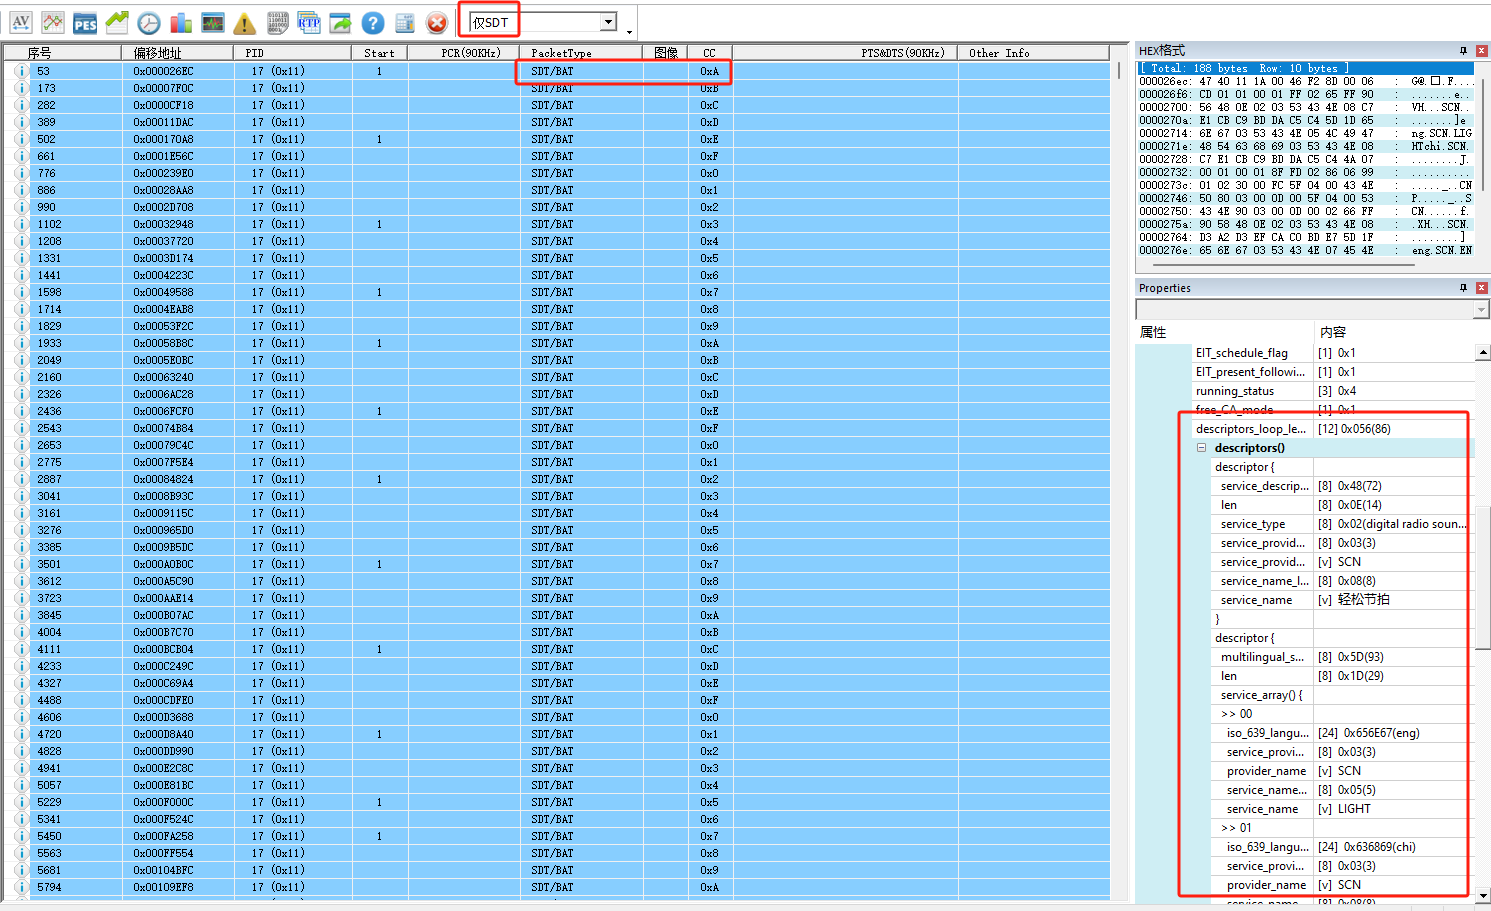 AV
PES
RTP
仅SDT
序号 偏移地址 PID Start PCR(90KHz) PacketType 图像 CC PTS&DTS(90KHz) Other Info
53 0x000026EC 17 (0x11) 1 SDT/BAT 0xA
173 0x00007F0C 17 (0x11) SDT/BAT 0xB
282 0x0000CF18 17 (0x11) SDT/BAT 0xC
389 0x00011DAC 17 (0x11) SDT/BAT 0xD
502 0x000170A8 17 (0x11) 1 SDT/BAT 0xE
661 0x0001E56C 17 (0x11) SDT/BAT 0xF
776 0x000239E0 17 (0x11) SDT/BAT 0x0
886 0x00028AA8 17 (0x11) SDT/BAT 0x1
990 0x0002D708 17 (0x11) SDT/BAT 0x2
1102 0x00032948 17 (0x11) 1 SDT/BAT 0x3
1208 0x00037720 17 (0x11) SDT/BAT 0x4
1331 0x0003D174 17 (0x11) SDT/BAT 0x5
1441 0x0004223C 17 (0x11) SDT/BAT 0x6
1598 0x00049588 17 (0x11) 1 SDT/BAT 0x7
1714 0x0004EAB8 17 (0x11) SDT/BAT 0x8
1829 0x00053F2C 17 (0x11) SDT/BAT 0x9
1933 0x00058B8C 17 (0x11) 1 SDT/BAT 0xA
2049 0x0005E0BC 17 (0x11) SDT/BAT 0xB
2160 0x00063240 17 (0x11) SDT/BAT 0xC
2326 0x0006AC28 17 (0x11) SDT/BAT 0xD
2436 0x0006FCF0 17 (0x11) 1 SDT/BAT 0xE
2543 0x00074B84 17 (0x11) SDT/BAT 0xF
2653 0x00079C4C 17 (0x11) SDT/BAT 0x0
2775 0x0007F5E4 17 (0x11) SDT/BAT 0x1
2887 0x00084824 17 (0x11) 1 SDT/BAT 0x2
3041 0x0008B93C 17 (0x11) SDT/BAT 0x3
3161 0x0009115C 17 (0x11) SDT/BAT 0x4
3276 0x000965D0 17 (0x11) SDT/BAT 0x5
3385 0x0009B5DC 17 (0x11) SDT/BAT 0x6
3501 0x000A0B0C 17 (0x11) 1 SDT/BAT 0x7
3612 0x000A5C90 17 (0x11) SDT/BAT 0x8
3723 0x000AAE14 17 (0x11) SDT/BAT 0x9
3845 0x000B07AC 17 (0x11) SDT/BAT 0xA
4004 0x000B7C70 17 (0x11) SDT/BAT 0xB
4111 0x000BCB04 17 (0x11) 1 SDT/BAT 0xC
4233 0x000C249C 17 (0x11) SDT/BAT 0xD
4327 0x000C69A4 17 (0x11) SDT/BAT 0xE
4488 0x000CDFE0 17 (0x11) SDT/BAT 0xF
4606 0x000D3688 17 (0x11) SDT/BAT 0x0
4720 0x000D8A40 17 (0x11) 1 SDT/BAT 0x1
4828 0x000DD990 17 (0x11) SDT/BAT 0x2
4941 0x000E2C8C 17 (0x11) SDT/BAT 0x3
5057 0x000E81BC 17 (0x11) SDT/BAT 0x4
5229 0x000F000C 17 (0x11) 1 SDT/BAT 0x5
5341 0x000F524C 17 (0x11) SDT/BAT 0x6
5450 0x000FA258 17 (0x11) 1 SDT/BAT 0x7
5563 0x000FF554 17 (0x11) SDT/BAT 0x8
5681 0x00104BFC 17 (0x11) SDT/BAT 0x9
5794 0x00109EF8 17 (0x11) SDT/BAT 0xA
HEX格式
[ Total: 188 bytes Row: 10 bytes ]
000026ec: 47 40 11 1A 00 46 F2 8D 00 06 : G@.□.F....
000026f6: CD 01 01 00 01 FF 02 65 FF 90 : .......e..
00002700: 56 48 0E 02 03 53 43 4E 08 C7 : VH...SCN..
0000270a: E1 CB C9 BD DA C5 C4 5D 1D 65 : .......].e
00002714: 6E 67 03 53 43 4E 05 4C 49 47 : ng.SCN.LIG
0000271e: 48 54 63 68 69 03 53 43 4E 08 : HTchi.SCN.
00002728: C7 E1 CB C9 BD DA C5 C4 4A 07 : ........J.
00002732: 00 01 00 01 8F FD 02 86 06 99 : ..........
0000273c: 01 02 30 00 FC 5F 04 00 43 4E : ....._..CN
00002746: 50 80 03 00 0D 00 5F 04 00 53 : P....._..S
00002750: 43 4E 90 03 00 0D 00 02 66 FF : CN......f.
0000275a: 90 58 48 0E 02 03 53 43 4E 08 : .XH...SCN.
00002764: D3 A2 D3 EF CA C0 BD E7 5D 1F : ........].
0000276e: 65 6E 67 03 53 43 4E 07 45 4E : eng.SCN.EN
Properties
属性 内容
EIT_schedule_flag [1] 0x1
EIT_present_followi... [1] 0x1
running_status [3] 0x4
free_CA_mode [1] 0x1
descriptors_loop_le... [12] 0x056(86)
descriptors()
descriptor {
service_descrip... [8] 0x48(72)
len [8] 0x0E(14)
service_type [8] 0x02(digital radio soun...
service_provid... [8] 0x03(3)
service_provid... [v] SCN
service_name_l... [8] 0x08(8)
service_name [v] 轻松节拍
}
descriptor {
multilingual_s... [8] 0x5D(93)
len [8] 0x1D(29)
service_array() {
>> 00
iso_639_langu... [24] 0x656E67(eng)
service_provi... [8] 0x03(3)
provider_name [v] SCN
service_name... [8] 0x05(5)
service_name [v] LIGHT
>> 01
iso_639_langu... [24] 0x636869(chi)
service_provi... [8] 0x03(3)
provider_name [v] SCN
service_name... [8] 0x08(8)